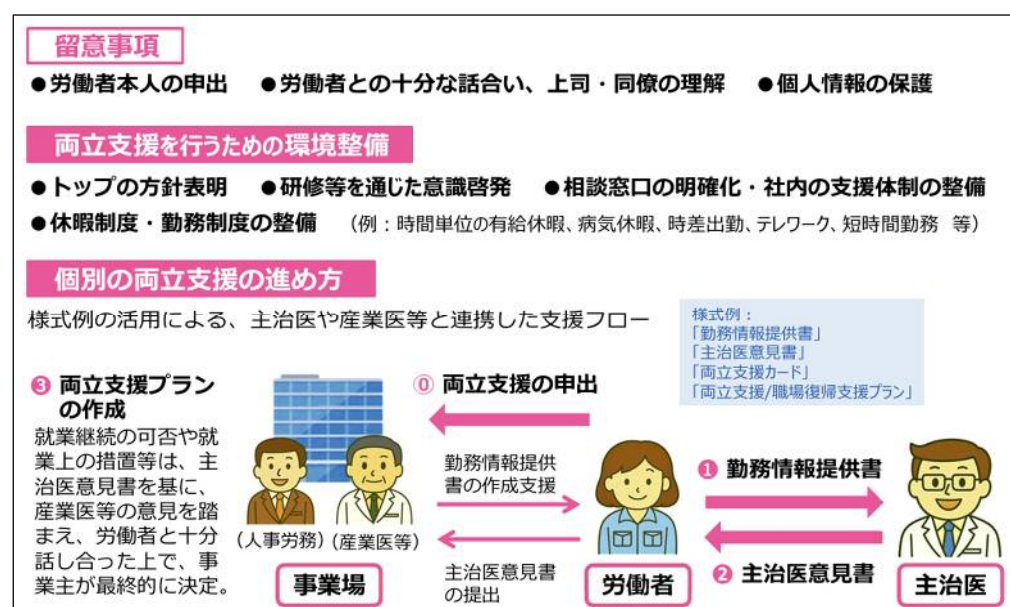 留意事項
●労働者本人の申出 ●労働者との十分な話合い、上司・同僚の理解 ●個人情報の保護
両立支援を行うための環境整備
●トップの方針表明 ●研修等を通じた意識啓発 ●相談窓口の明確化・社内の支援体制の整備
●休暇制度・勤務制度の整備 （例：時間単位の有給休暇、病気休暇、時差出勤、テレワーク、短時間勤務 等）
個別の両立支援の進め方
様式例の活用による、主治医や産業医等と連携した支援フロー
様式例：
「勤務情報提供書」
「主治医意見書」
「両立支援カード」
「両立支援/職場復帰支援プラン」
⓪ 両立支援の申出
❸ 両立支援プラン
の作成
就業継続の可否や就
業上の措置等は、主
治医意見書を基に、
産業医等の意見を踏
まえ、労働者と十分
話し合った上で、事
業主が最終的に決定。
(人事労務)
(産業医等)
事業場
勤務情報提供
書の作成支援
主治医意見書
の提出
労働者
❶ 勤務情報提供書
❷ 主治医意見書
主治医